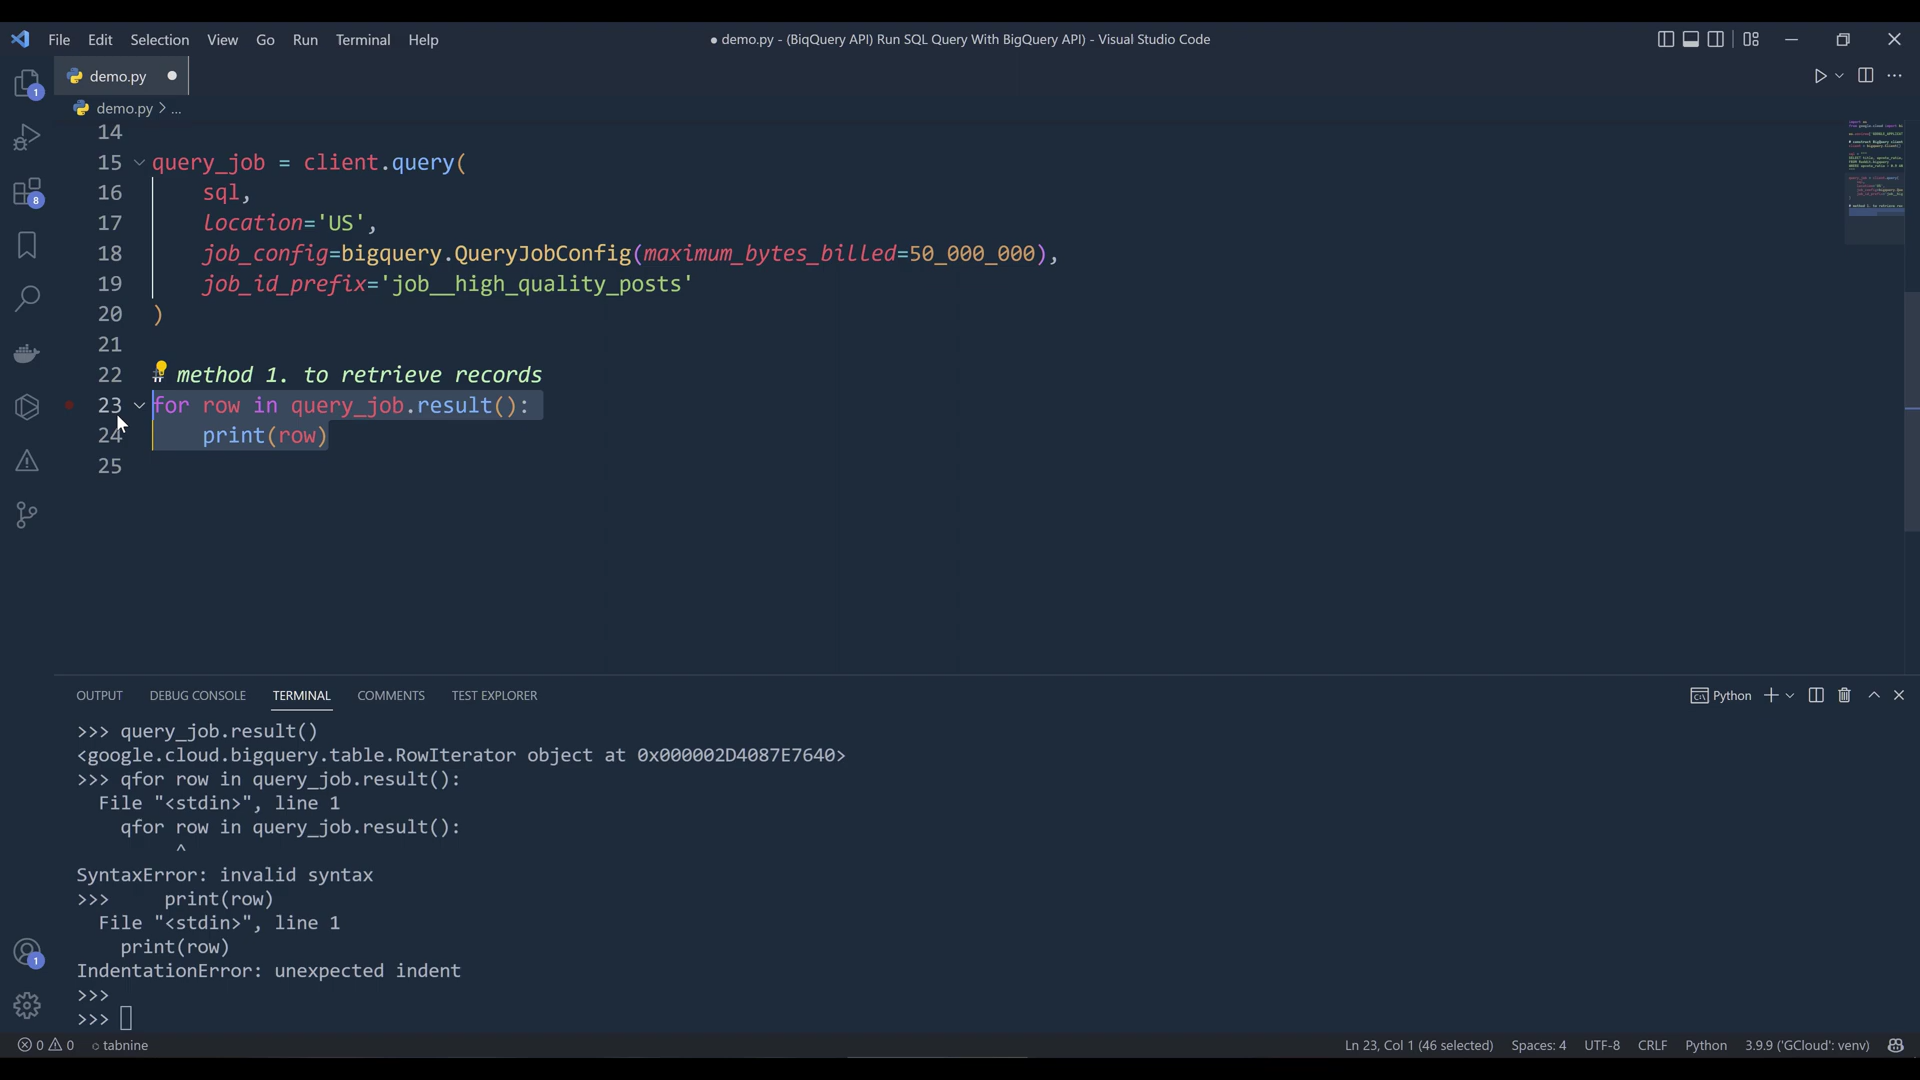 File Edit Selection View Go Run Terminal Help
● demo.py - (BiqQuery API) Run SQL Query With BigQuery API) - Visual Studio Code
demo.py
demo.py > ...
14
15 query_job = client.query(
16 sql,
17 location='US',
18 job_config=bigquery.QueryJobConfig(maximum_bytes_billed=50_000_000),
19 job_id_prefix='job__high_quality_posts'
20 )
21
22 # method 1. to retrieve records
23 for row in query_job.result():
24 print(row)
25
1
8
OUTPUT DEBUG CONSOLE TERMINAL COMMENTS TEST EXPLORER
Python
>>> query_job.result()
<google.cloud.bigquery.table.RowIterator object at 0x000002D4087E7640>
>>> qfor row in query_job.result():
File "<stdin>", line 1
qfor row in query_job.result():
^
SyntaxError: invalid syntax
>>> print(row)
File "<stdin>", line 1
print(row)
IndentationError: unexpected indent
>>>
>>>
1
0 0 tabnine
Ln 23, Col 1 (46 selected) Spaces: 4 UTF-8 CRLF Python 3.9.9 ('GCloud': venv)